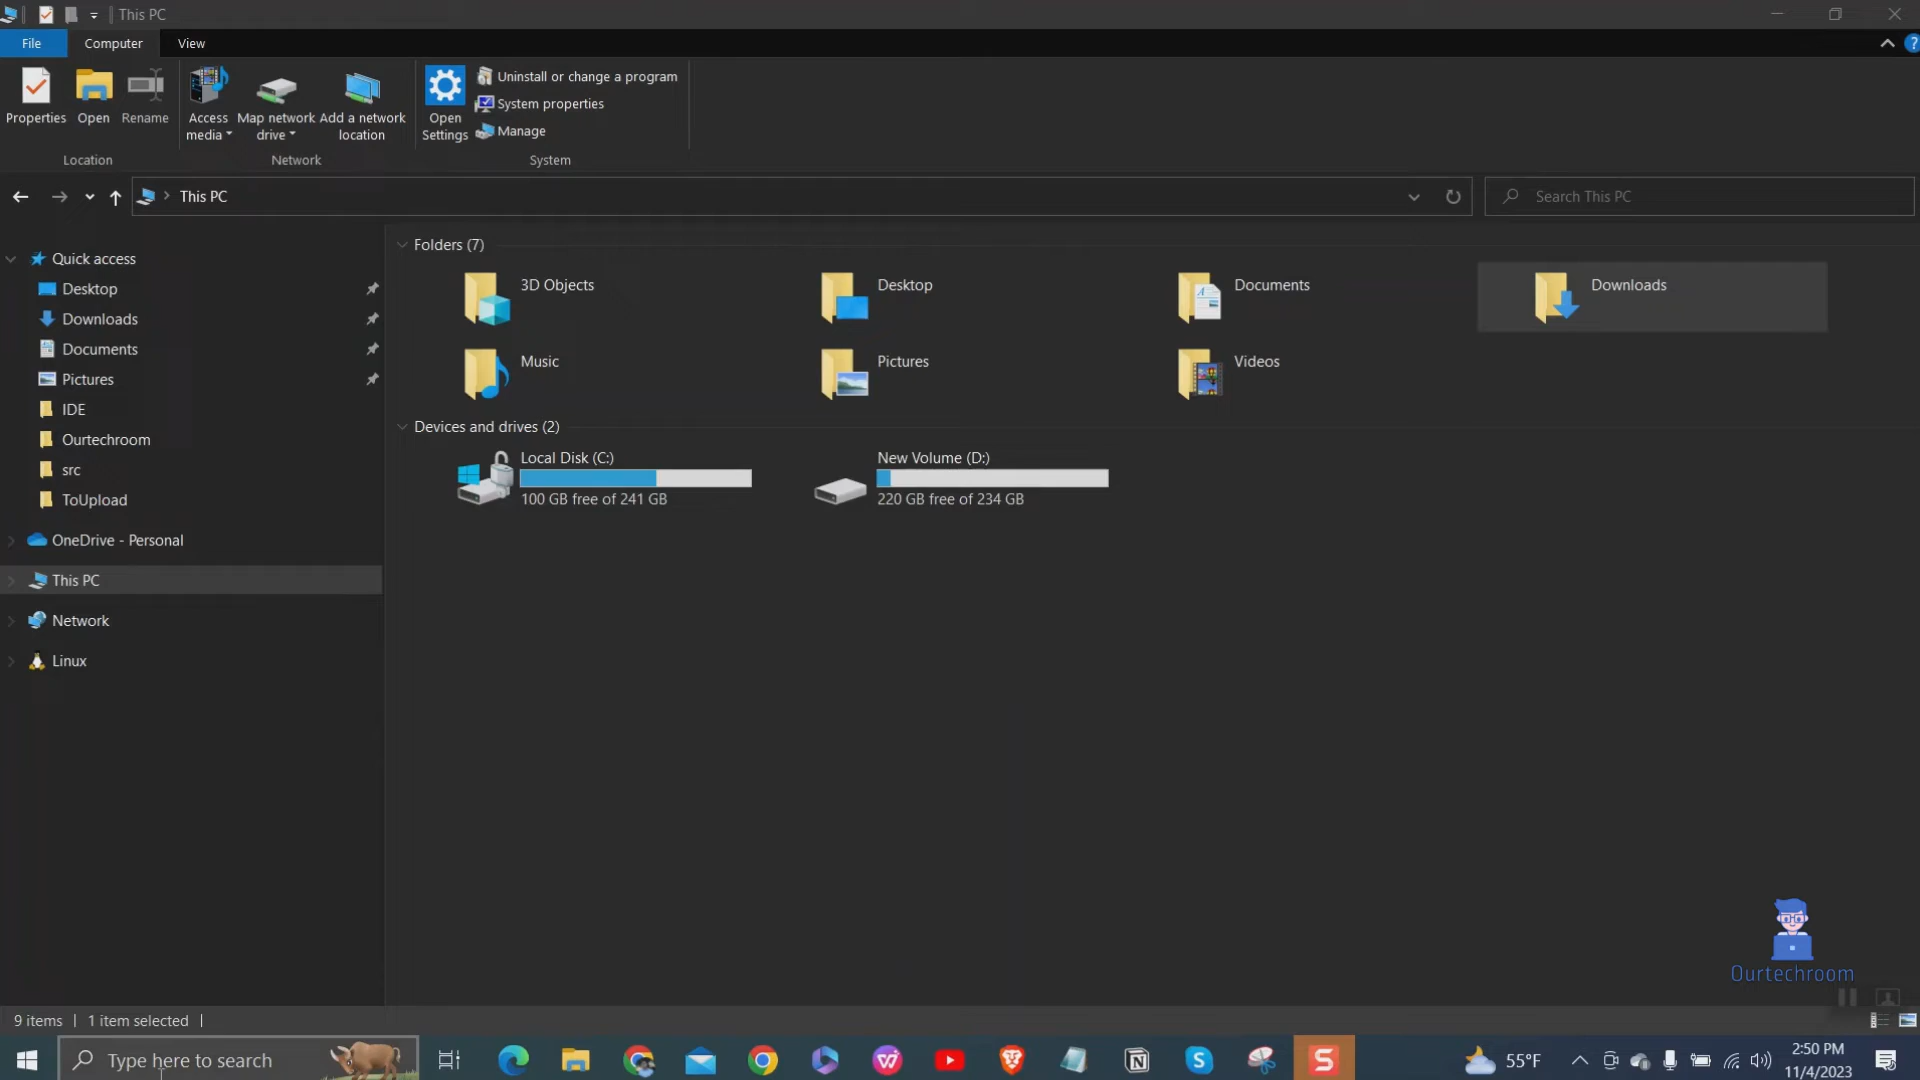 This PC
File
Computer
View
Properties
Open
Rename
Access media
Map network drive
Add a network location
Open Settings
Uninstall or change a program
System properties
Manage
Location
Network
System
This PC
Search This PC
Quick access
Desktop
Downloads
Documents
Pictures
IDE
Ourtechroom
src
ToUpload
OneDrive - Personal
This PC
Network
Linux
Folders (7)
3D Objects
Desktop
Documents
Downloads
Music
Pictures
Videos
Devices and drives (2)
Local Disk (C:)
100 GB free of 241 GB
New Volume (D:)
220 GB free of 234 GB
Ourtechroom
9 items
1 item selected
Type here to search
55°F
2:50 PM
11/4/2023